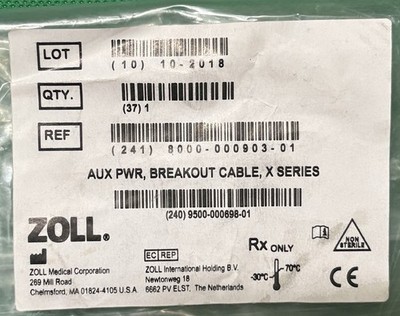 LOT
(10) 10-2018
QTY.
(37) 1
REF
(241) 8000-000903-01
AUX PWR, BREAKOUT CABLE, X SERIES
(240) 9500-000698-01
ZOLL®
EC REP
Rx ONLY
-30°C
70°C
NON
STERILE
CE
ZOLL Medical Corporation
269 Mill Road
Chelmsford, MA 01824-4105 U.S.A.
ZOLL International Holding B.V.
Newtonweg 18
6662 PV ELST, The Netherlands